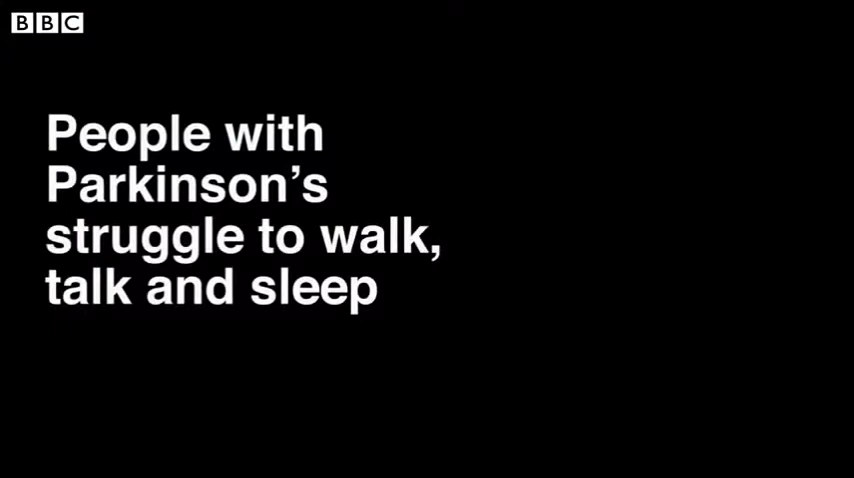 BBC
People with
Parkinson’s
struggle to walk,
talk and sleep